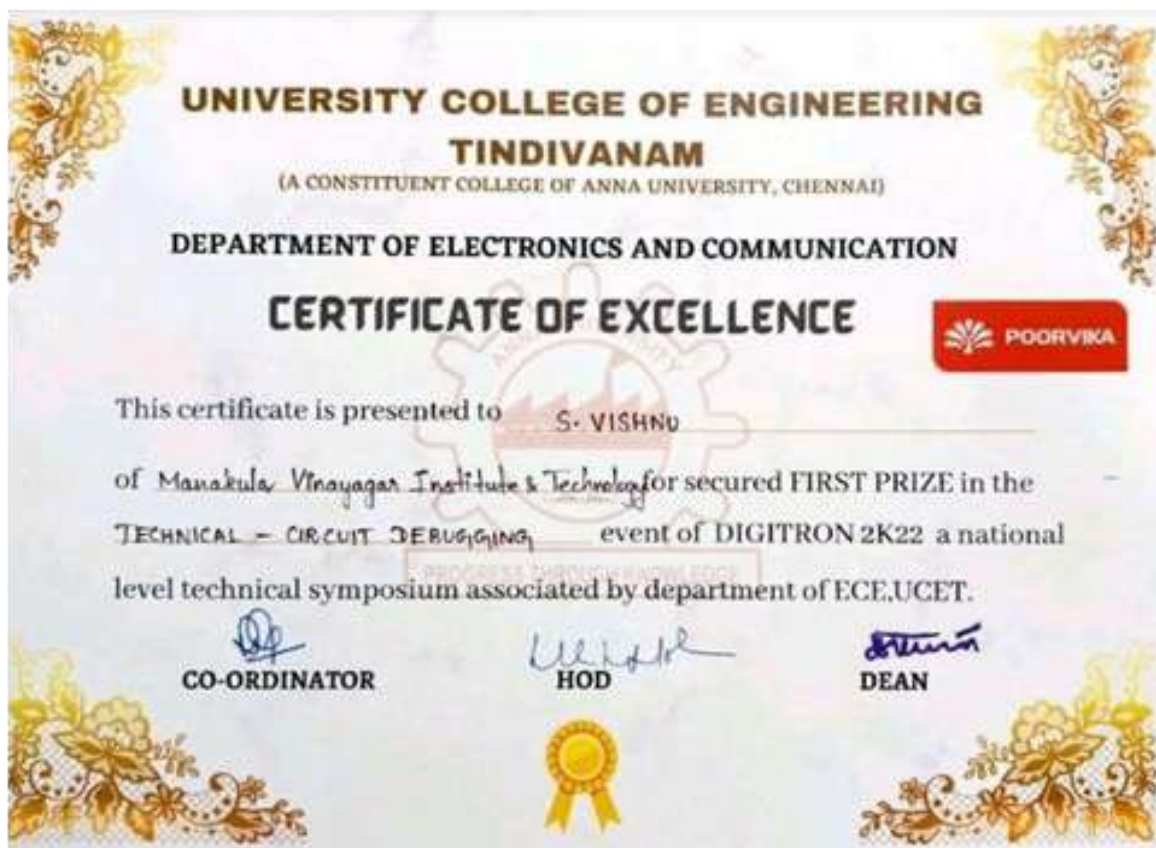 UNIVERSITY COLLEGE OF ENGINEERING
TINDIVANAM
(A CONSTITUENT COLLEGE OF ANNA UNIVERSITY, CHENNAI)
DEPARTMENT OF ELECTRONICS AND COMMUNICATION
CERTIFICATE OF EXCELLENCE
POORVIKA
This certificate is presented to S. VISHNU
of Manakula Vinayagar Institute & Technology for secured FIRST PRIZE in the
TECHNICAL - CIRCUIT DEBUGGING event of DIGITRON 2K22 a national
PROGRESS THROUGH KNOWLEDGE
level technical symposium associated by department of ECE,UCET.
CO-ORDINATOR HOD DEAN